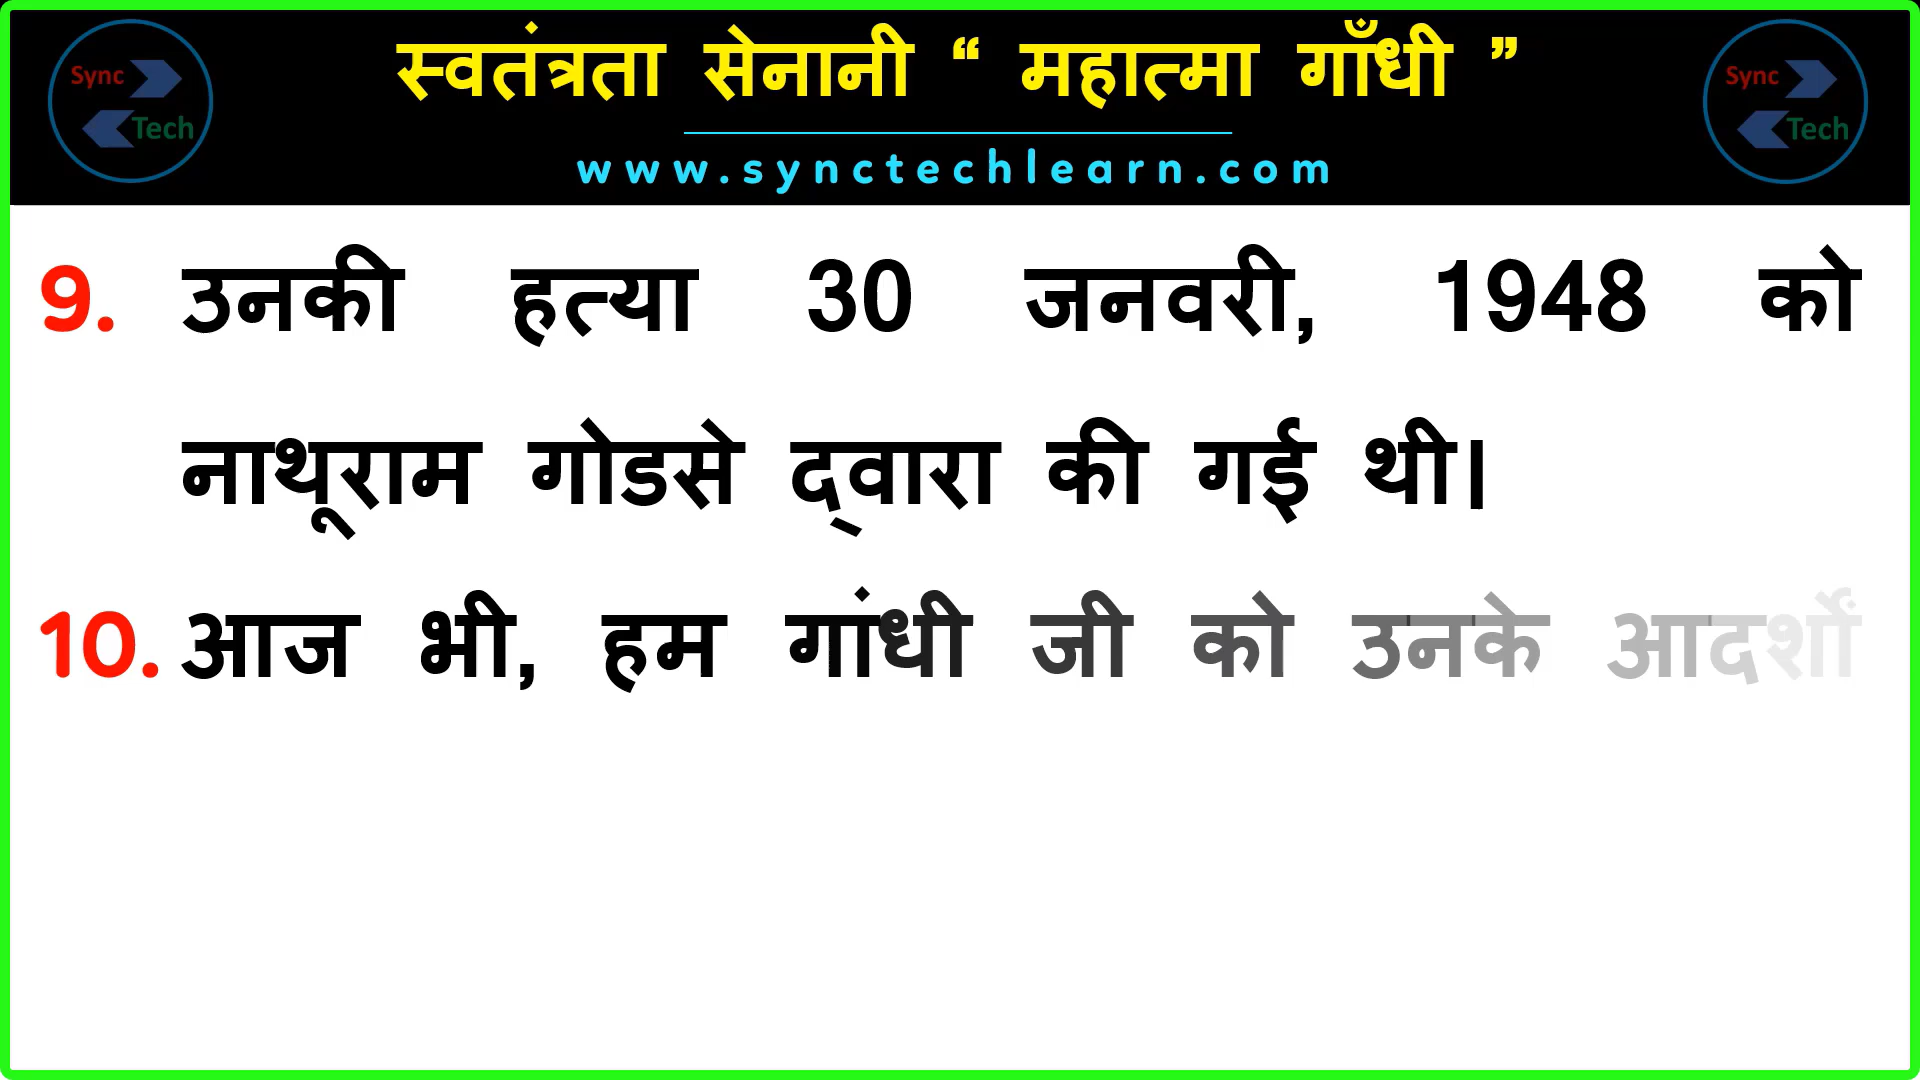 Sync
Tech
स्वतंत्रता सेनानी “ महात्मा गाँधी ”
www.synctechlearn.com
Sync
Tech
9. उनकी हत्या 30 जनवरी, 1948 को
नाथूराम गोडसे द्वारा की गई थी।
10. आज भी, हम गांधी जी को उनके आदर्शों